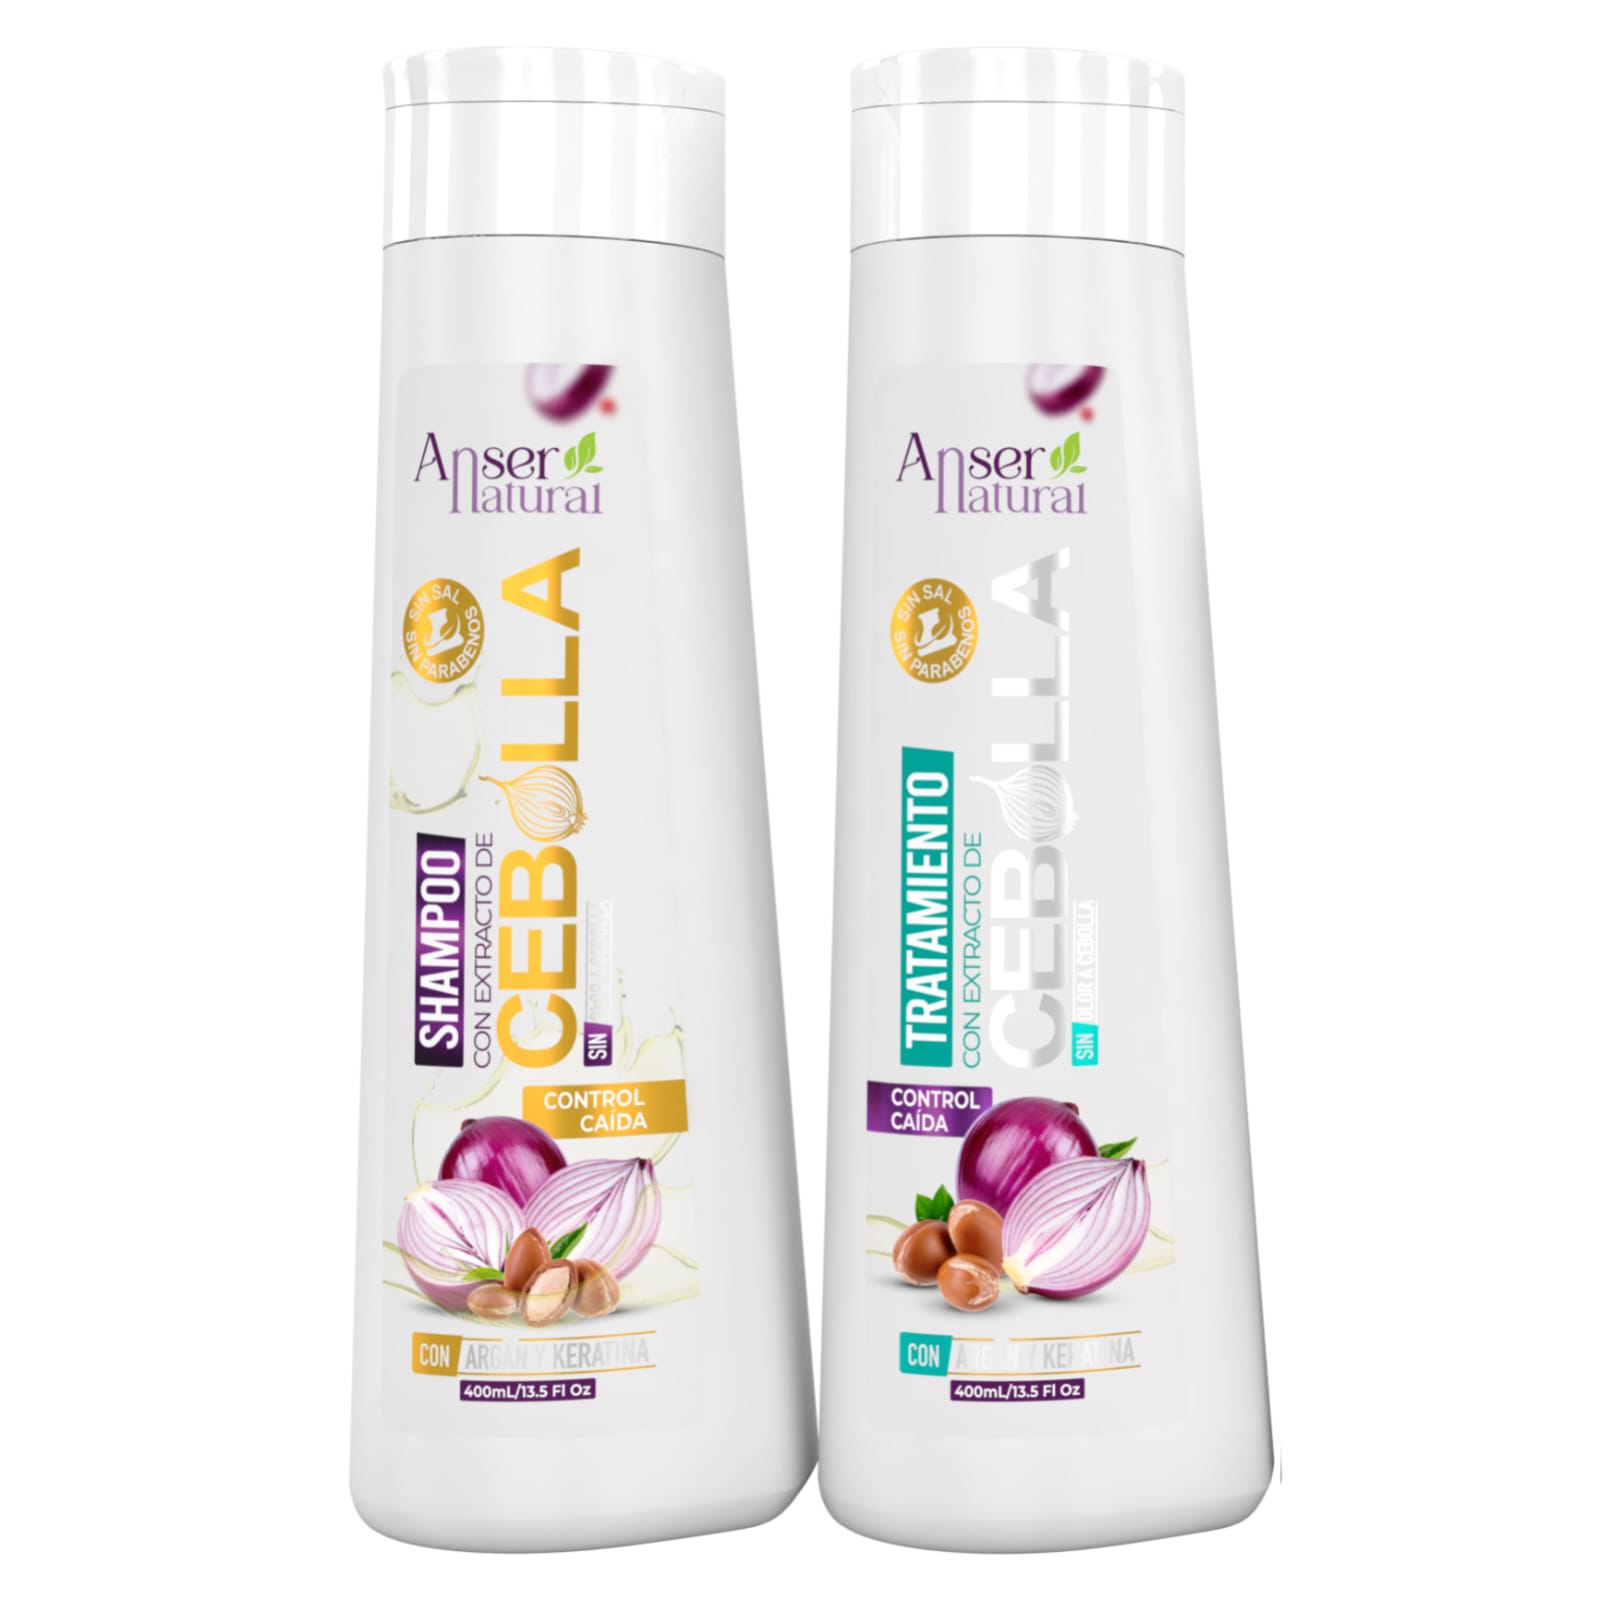 Anser
Natural
SIN SAL
SIN PARABENOS
SHAMPOO
CON EXTRACTO DE
CEBOLLA
SIN OLOR A CEBOLLA
CONTROL
CAÍDA
CON ARGÁN Y KERATINA
400mL/13.5 Fl Oz
Anser
Natural
SIN SAL
SIN PARABENOS
TRATAMIENTO
CON EXTRACTO DE
CEBOLLA
SIN OLOR A CEBOLLA
CONTROL
CAÍDA
CON ARGÁN Y KERATINA
400mL/13.5 Fl Oz